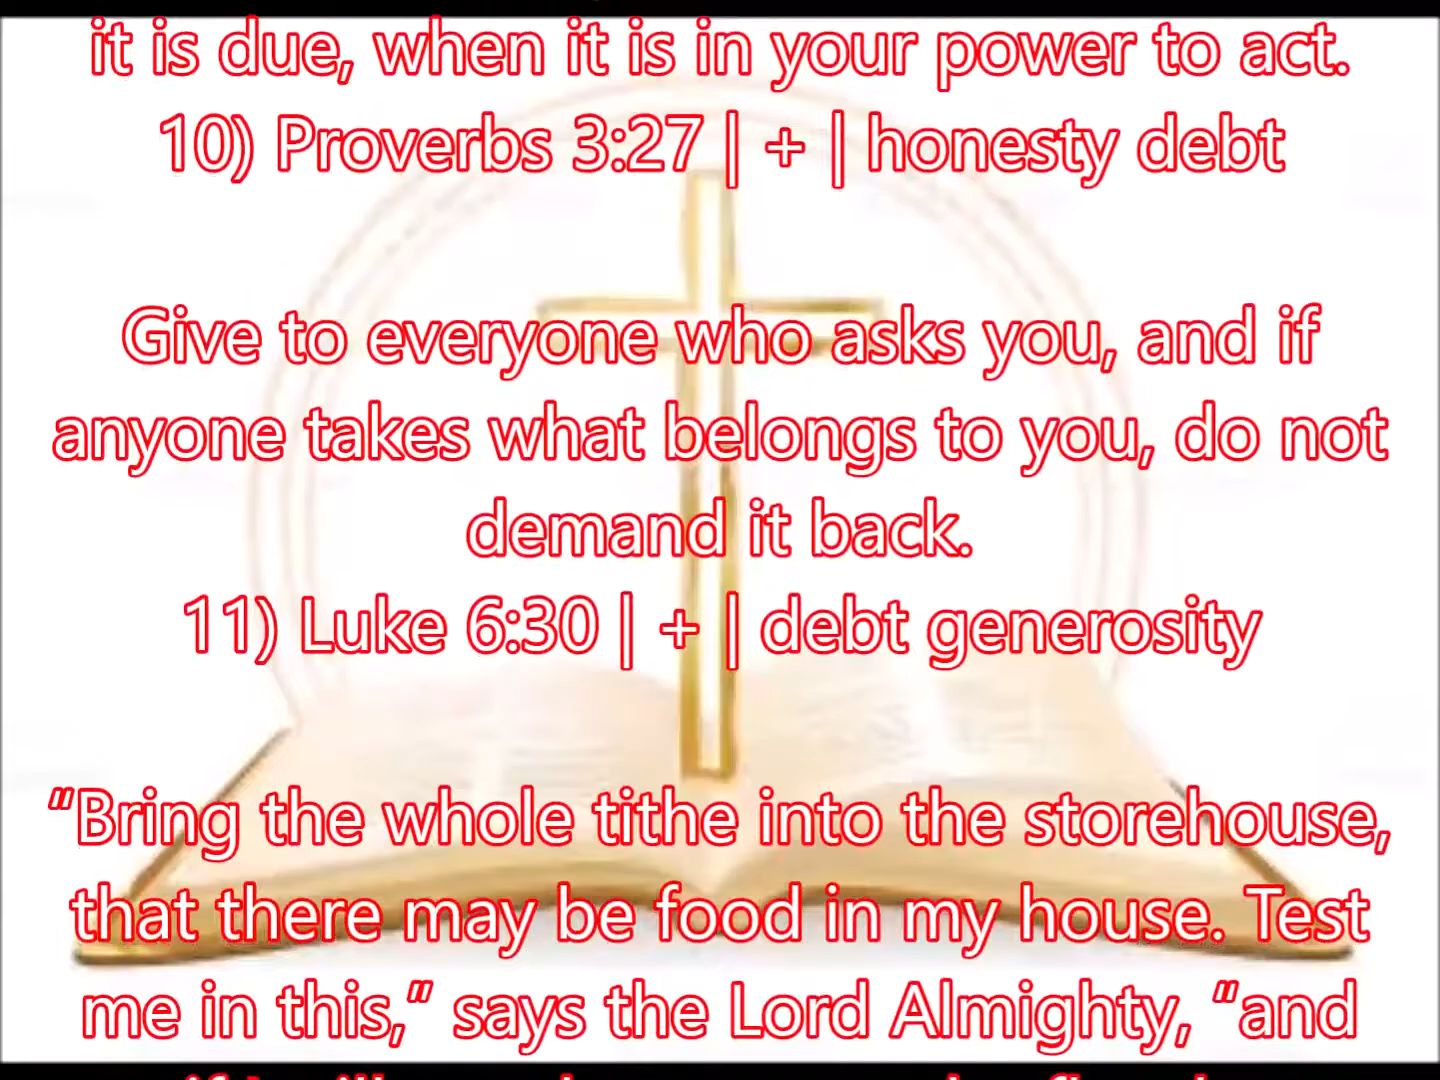 it is due, when it is in your power to act.
10) Proverbs 3:27 | + | honesty debt
Give to everyone who asks you, and if
anyone takes what belongs to you, do not
demand it back.
11) Luke 6:30 | + | debt generosity
“Bring the whole tithe into the storehouse,
that there may be food in my house. Test
me in this,” says the Lord Almighty, “and